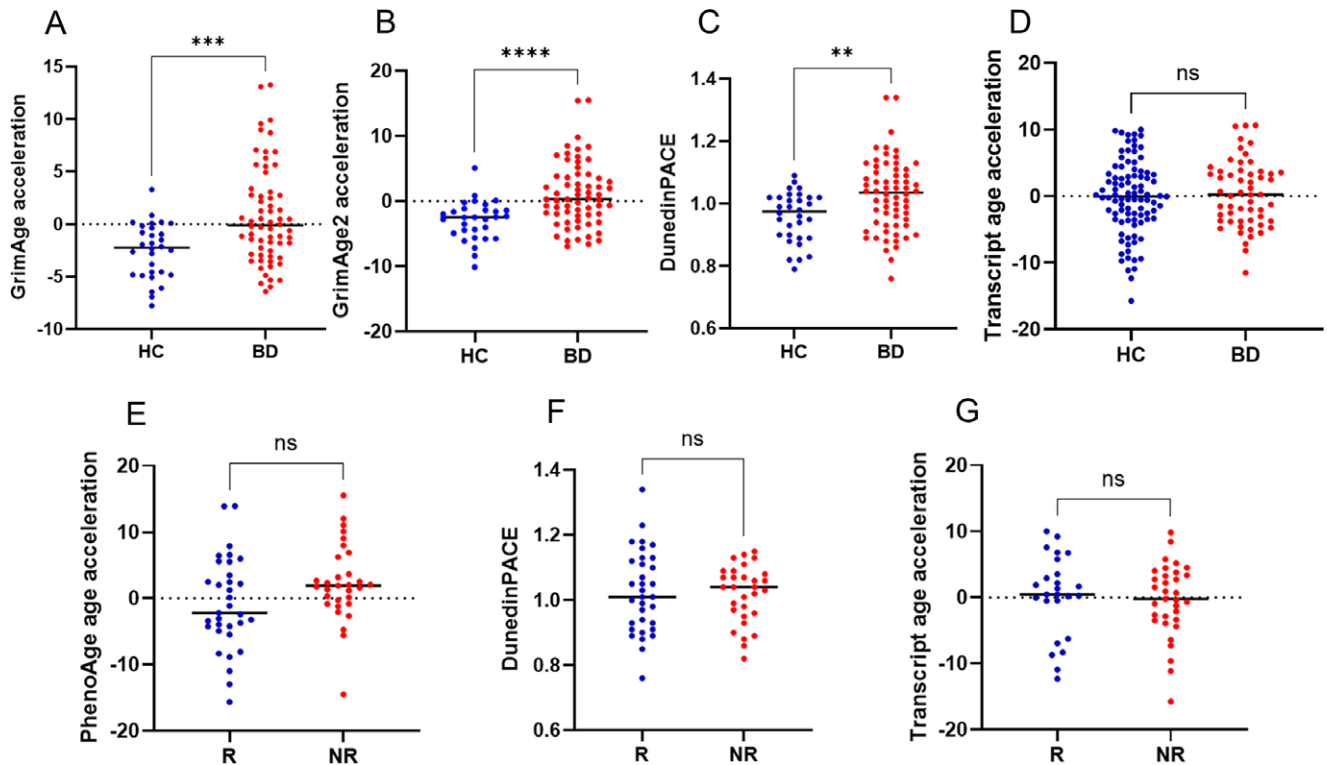 A
B
C
D
***
****
**
ns
GrimAge acceleration
15
10
5
0
-5
-10
HC
BD
GrimAge2 acceleration
20
10
0
-10
-20
HC
BD
DunedinPACE
1.4
1.2
1.0
0.8
0.6
HC
BD
Transcript age acceleration
20
10
0
-10
-20
HC
BD
E
F
G
ns
ns
ns
PhenoAge age acceleration
20
10
0
-10
-20
R
NR
DunedinPACE
1.4
1.2
1.0
0.8
0.6
R
NR
Transcript age acceleration
20
10
0
-10
-20
R
NR